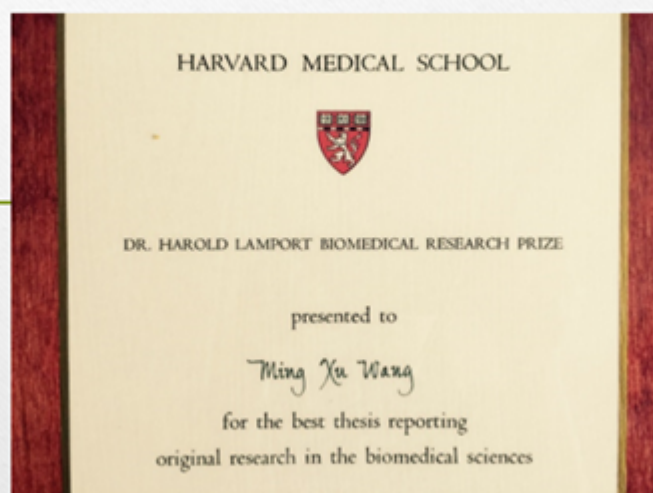 HARVARD MEDICAL SCHOOL
DR. HAROLD LAMPORT BIOMEDICAL RESEARCH PRIZE
presented to
Ming Xu Wang
for the best thesis reporting
original research in the biomedical sciences